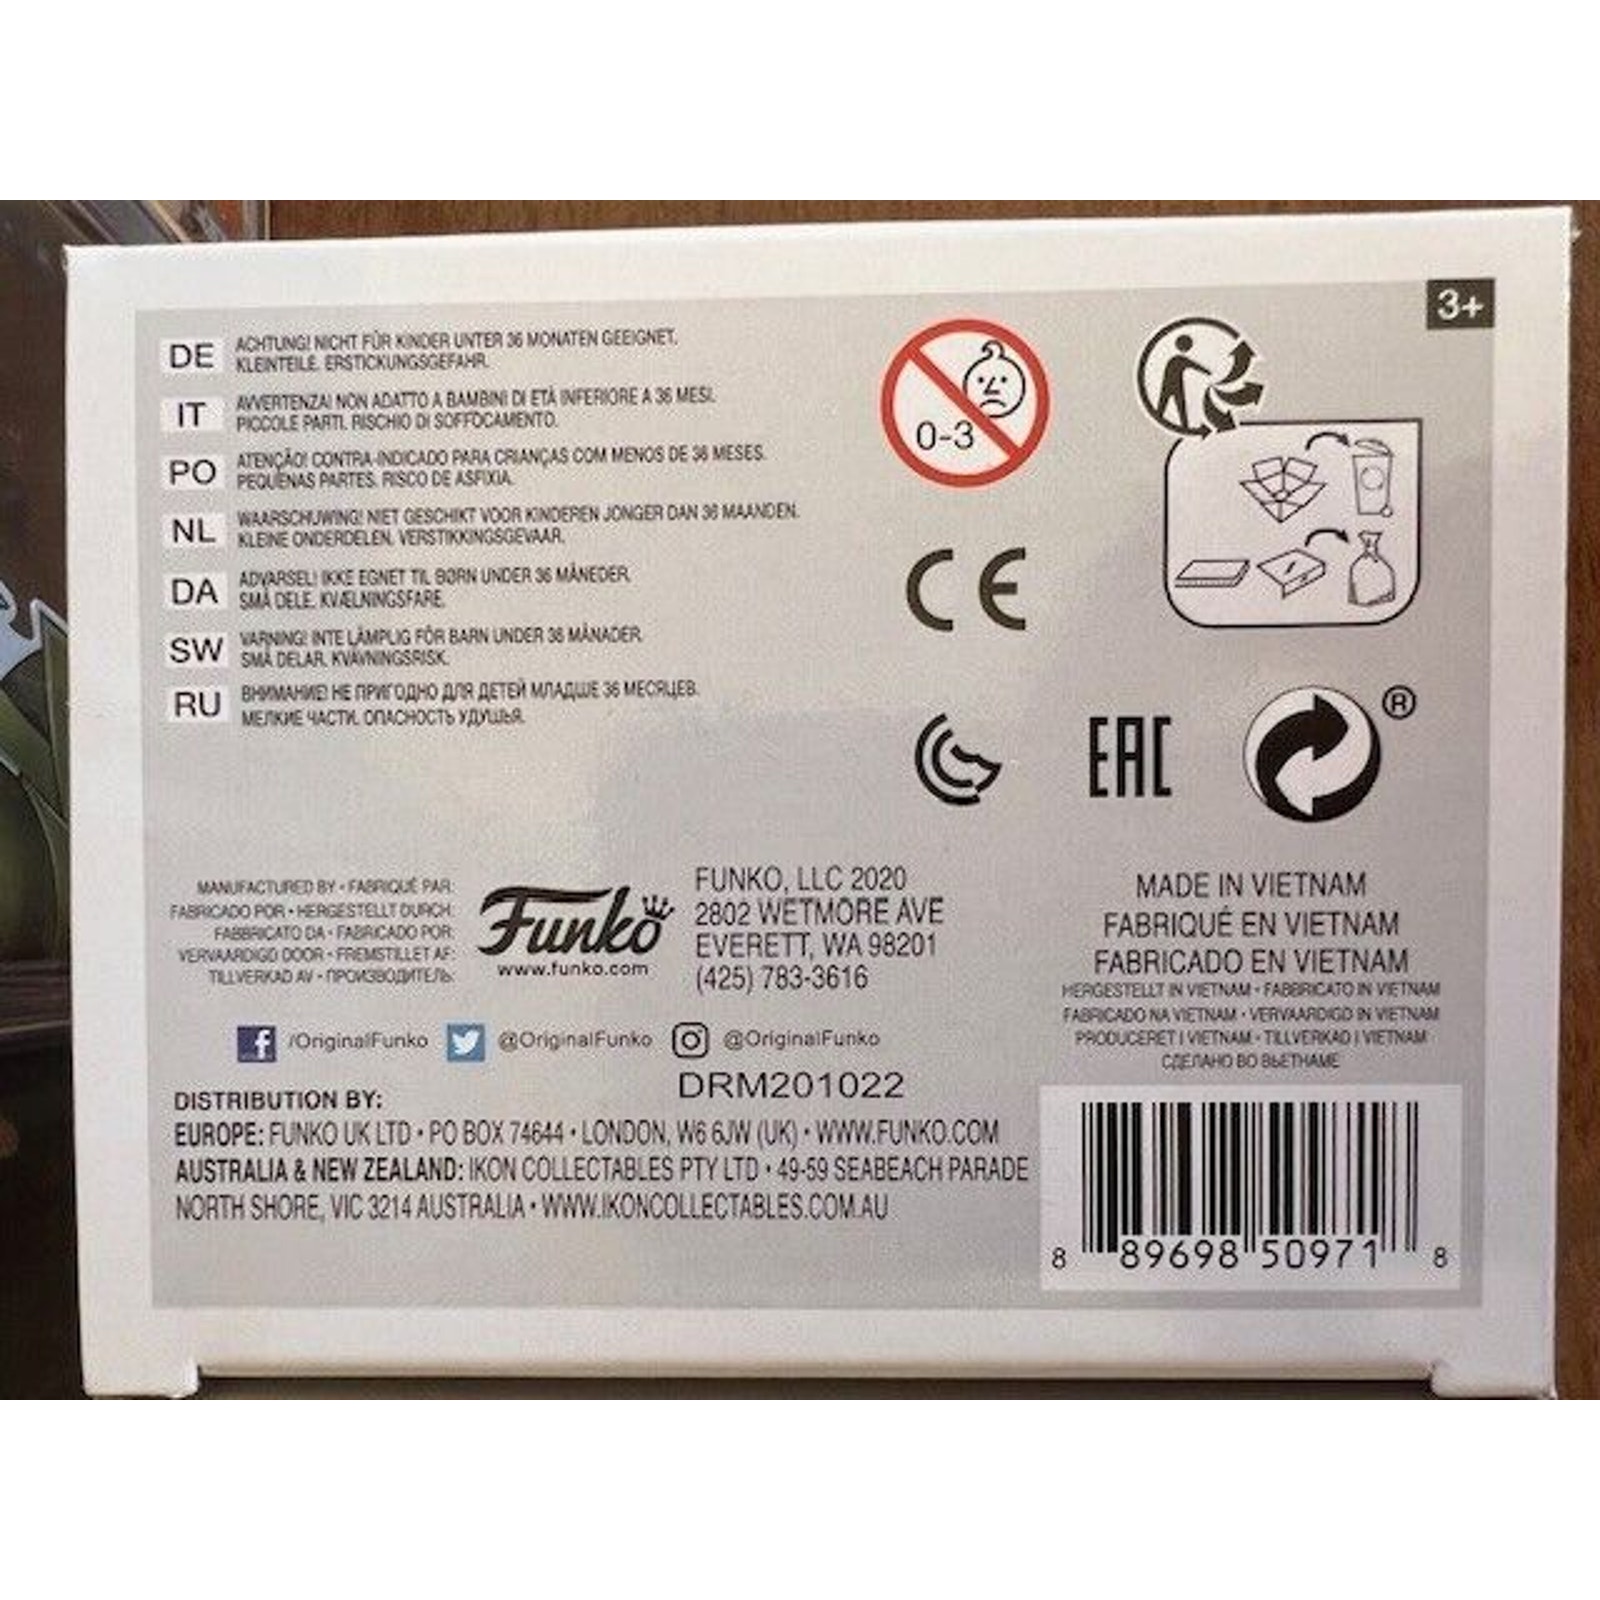 3+
DE
ACHTUNG! NICHT FÜR KINDER UNTER 36 MONATEN GEEIGNET.
KLEINTEILE. ERSTICKUNGSGEFAHR.
IT
AVVERTENZA! NON ADATTO A BAMBINI DI ETÀ INFERIORE A 36 MESI.
PICCOLE PARTI. RISCHIO DI SOFFOCAMENTO.
PO
ATENÇÃO! CONTRA-INDICADO PARA CRIANÇAS COM MENOS DE 36 MESES.
PEQUENAS PARTES. RISCO DE ASFIXIA.
NL
WAARSCHUWING! NIET GESCHIKT VOOR KINDEREN JONGER DAN 36 MAANDEN.
KLEINE ONDERDELEN. VERSTIKKINGSGEVAAR.
DA
ADVARSEL! IKKE EGNET TIL BØRN UNDER 36 MÅNEDER.
SMÅ DELE. KVÆLNINGSFARE.
SW
VARNING! INTE LÄMPLIG FÖR BARN UNDER 36 MÅNADER.
SMÅ DELAR. KVÄVNINGSRISK.
RU
ВНИМАНИЕ! НЕ ПРИГОДНО ДЛЯ ДЕТЕЙ МЛАДШЕ 36 МЕСЯЦЕВ.
МЕЛКИЕ ЧАСТИ. ОПАСНОСТЬ УДУШЬЯ.
0-3
CE
EAC
®
MANUFACTURED BY • FABRIQUÉ PAR:
FABRICADO POR • HERGESTELLT DURCH:
FABBRICATO DA • FABRICADO POR:
VERVAARDIGD DOOR • FREMSTILLET AF:
TILLVERKAD AV • ПРОИЗВОДИТЕЛЬ:
Funko
www.funko.com
FUNKO, LLC 2020
2802 WETMORE AVE
EVERETT, WA 98201
(425) 783-3616
MADE IN VIETNAM
FABRIQUÉ EN VIETNAM
FABRICADO EN VIETNAM
HERGESTELLT IN VIETNAM • FABBRICATO IN VIETNAM
FABRICADO NA VIETNAM • VERVAARDIGD IN VIETNAM
PRODUCERET I VIETNAM • TILLVERKAD I VIETNAM
СДЕЛАНО ВО ВЬЕТНАМЕ
/OriginalFunko @OriginalFunko @OriginalFunko
DRM201022
DISTRIBUTION BY:
EUROPE: FUNKO UK LTD • PO BOX 74644 • LONDON, W6 6JW (UK) • WWW.FUNKO.COM
AUSTRALIA & NEW ZEALAND: IKON COLLECTABLES PTY LTD • 49-59 SEABEACH PARADE
NORTH SHORE, VIC 3214 AUSTRALIA • WWW.IKONCOLLECTABLES.COM.AU
8 89698 50971 8